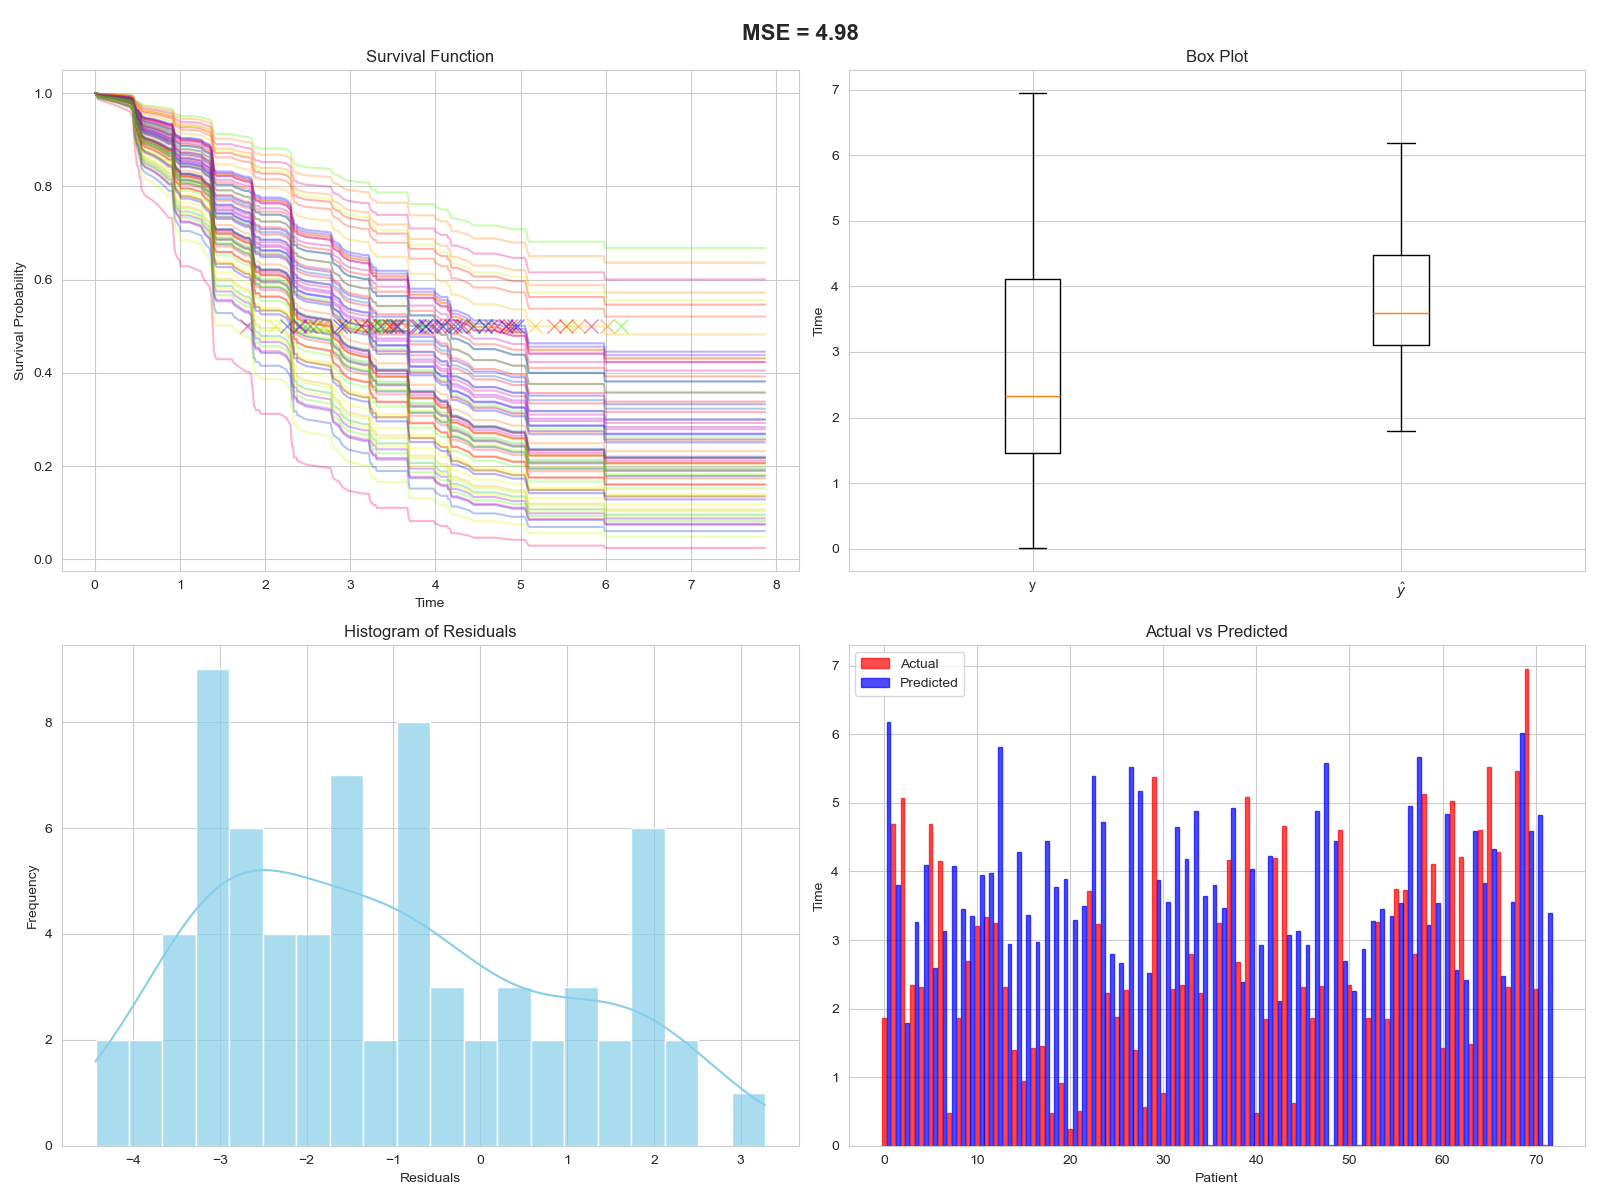 MSE = 4.98
Survival Function
Survival Probability
1.0
0.8
0.6
0.4
0.2
0.0
0 1 2 3 4 5 6 7 8
Time
Box Plot
Time
7
6
5
4
3
2
1
0
y ŷ
Histogram of Residuals
Frequency
8
6
4
2
0
−4 −3 −2 −1 0 1 2 3
Residuals
Actual vs Predicted
Actual
Predicted
Time
7
6
5
4
3
2
1
0
0 10 20 30 40 50 60 70
Patient